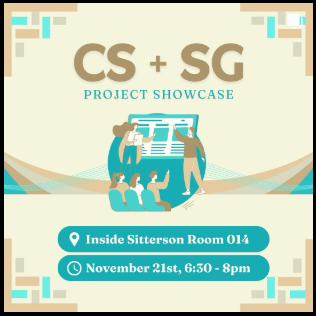 CS + SG
PROJECT SHOWCASE
Inside Sitterson Room 014
November 21st, 6:30 - 8pm